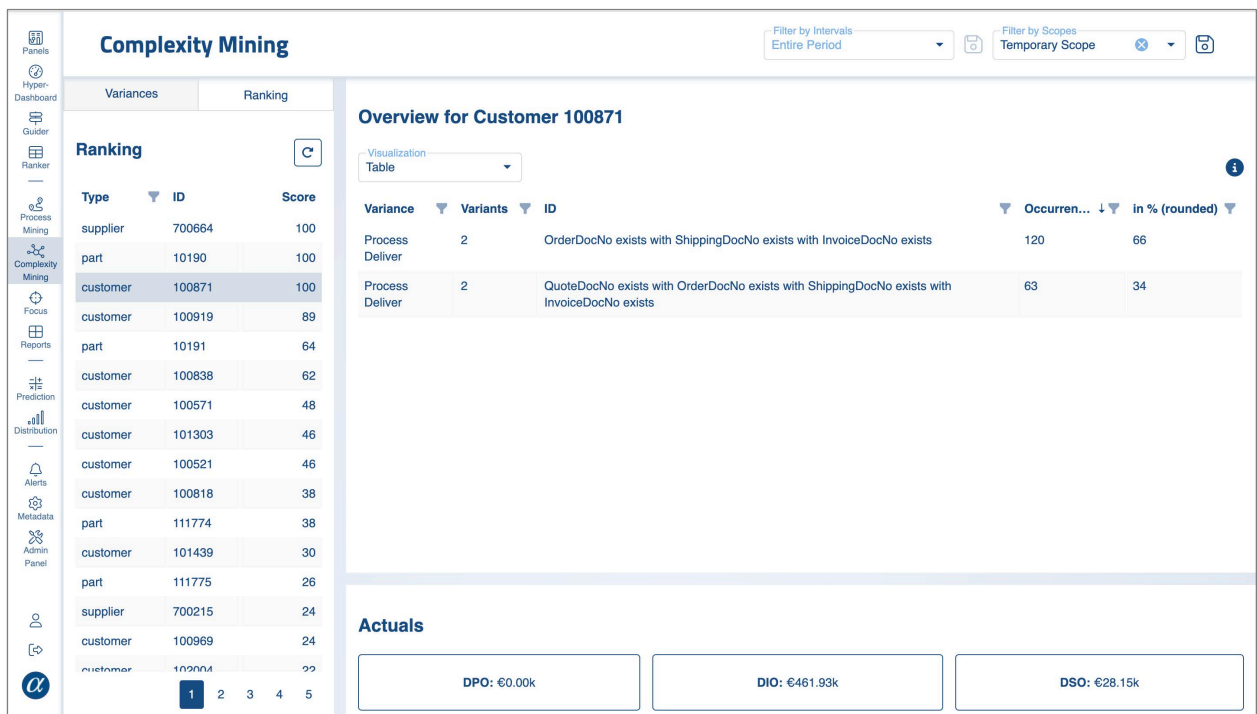 Complexity Mining
Filter by Intervals
Entire Period
Filter by Scopes
Temporary Scope
Panels
Hyper-
Dashboard
Guider
Ranker
Process
Mining
Complexity
Mining
Focus
Reports
Prediction
Distribution
Alerts
Metadata
Admin
Panel
α
Variances Ranking
Ranking
Type ID Score
supplier 700664 100
part 10190 100
customer 100871 100
customer 100919 89
part 10191 64
customer 100838 62
customer 100571 48
customer 101303 46
customer 100521 46
customer 100818 38
part 111774 38
customer 101439 30
part 111775 26
supplier 700215 24
customer 100969 24
customer 102004 22
1 2 3 4 5
Overview for Customer 100871
Visualization
Table
i
Variance Variants ID Occurren... ↓ in % (rounded)
Process 2 OrderDocNo exists with ShippingDocNo exists with InvoiceDocNo exists 120 66
Deliver
Process 2 QuoteDocNo exists with OrderDocNo exists with ShippingDocNo exists with 63 34
Deliver InvoiceDocNo exists
Actuals
DPO: €0.00k DIO: €461.93k DSO: €28.15k